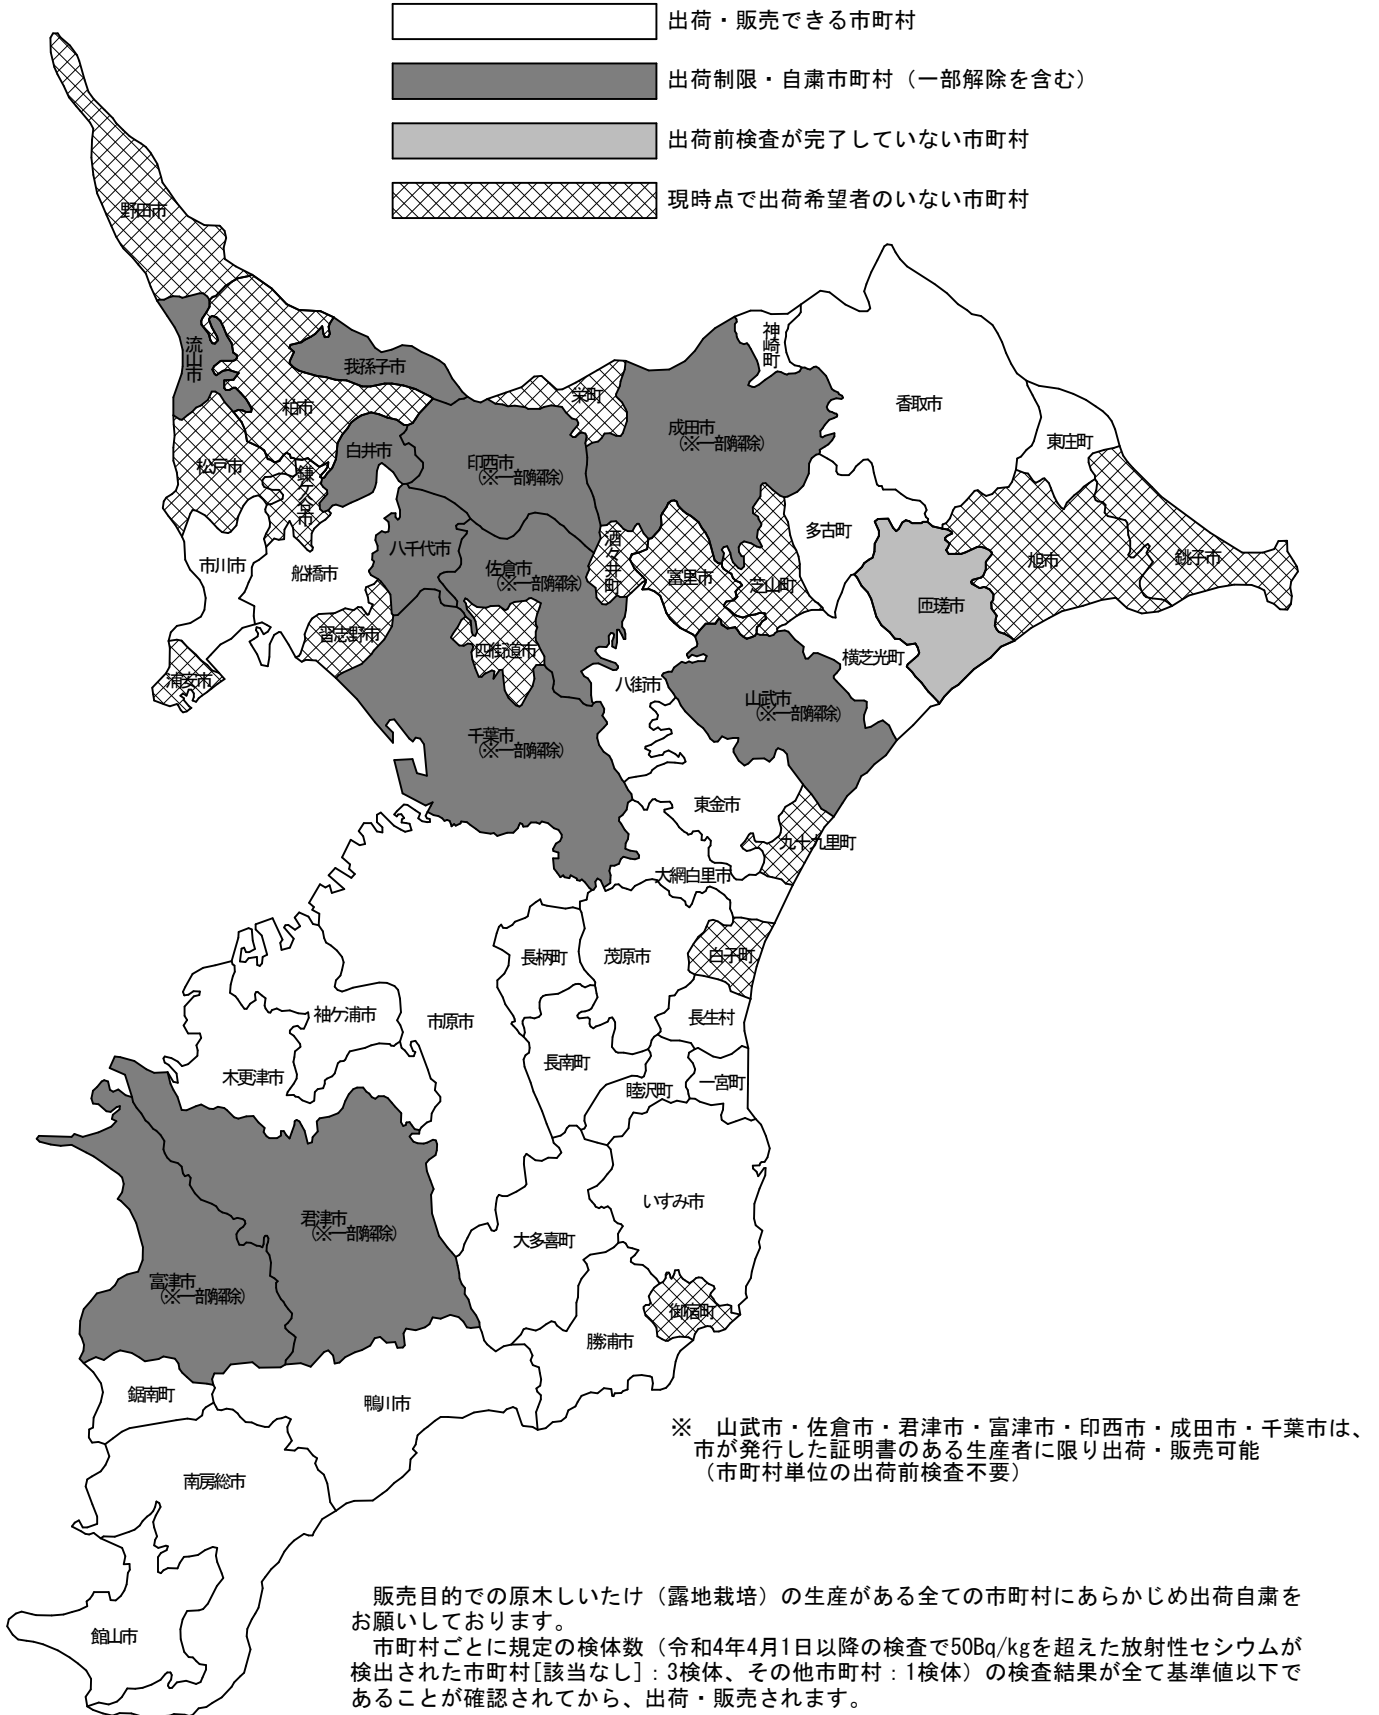 出荷・販売できる市町村
出荷制限・自粛市町村（一部解除を含む）
出荷前検査が完了していない市町村
現時点で出荷希望者のいない市町村
野田市
流山市
我孫子市
柏市
松戸市
鎌ケ谷市
白井市
印西市
（※一部解除）
栄町
成田市
（※一部解除）
神崎町
香取市
東庄町
多古町
旭市
銚子市
匝瑳市
市川市
船橋市
八千代市
佐倉市
（※一部解除）
酒々井町
富里市
芝山町
横芝光町
習志野市
浦安市
四街道市
八街市
山武市
（※一部解除）
千葉市
（※一部解除）
東金市
九十九里町
大網白里市
長柄町
茂原市
白子町
袖ケ浦市
市原市
長生村
木更津市
長南町
睦沢町
一宮町
いすみ市
君津市
（※一部解除）
大多喜町
富津市
（※一部解除）
御宿町
勝浦市
鋸南町
鴨川市
南房総市
館山市
※　山武市・佐倉市・君津市・富津市・印西市・成田市・千葉市は、
市が発行した証明書のある生産者に限り出荷・販売可能
（市町村単位の出荷前検査不要）
　販売目的での原木しいたけ（露地栽培）の生産がある全ての市町村にあらかじめ出荷自粛を
お願いしております。
　市町村ごとに規定の検体数（令和4年4月1日以降の検査で50Bq/kgを超えた放射性セシウムが
検出された市町村[該当なし]：3検体、その他市町村：1検体）の検査結果が全て基準値以下で
あることが確認されてから、出荷・販売されます。